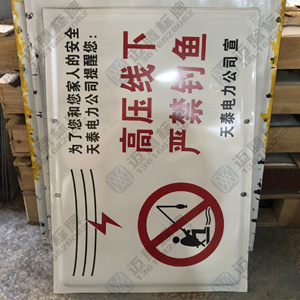 为了您和您家人的安全
天泰电力公司提醒您：
高压线下
严禁钓鱼
天泰电力公司 宣